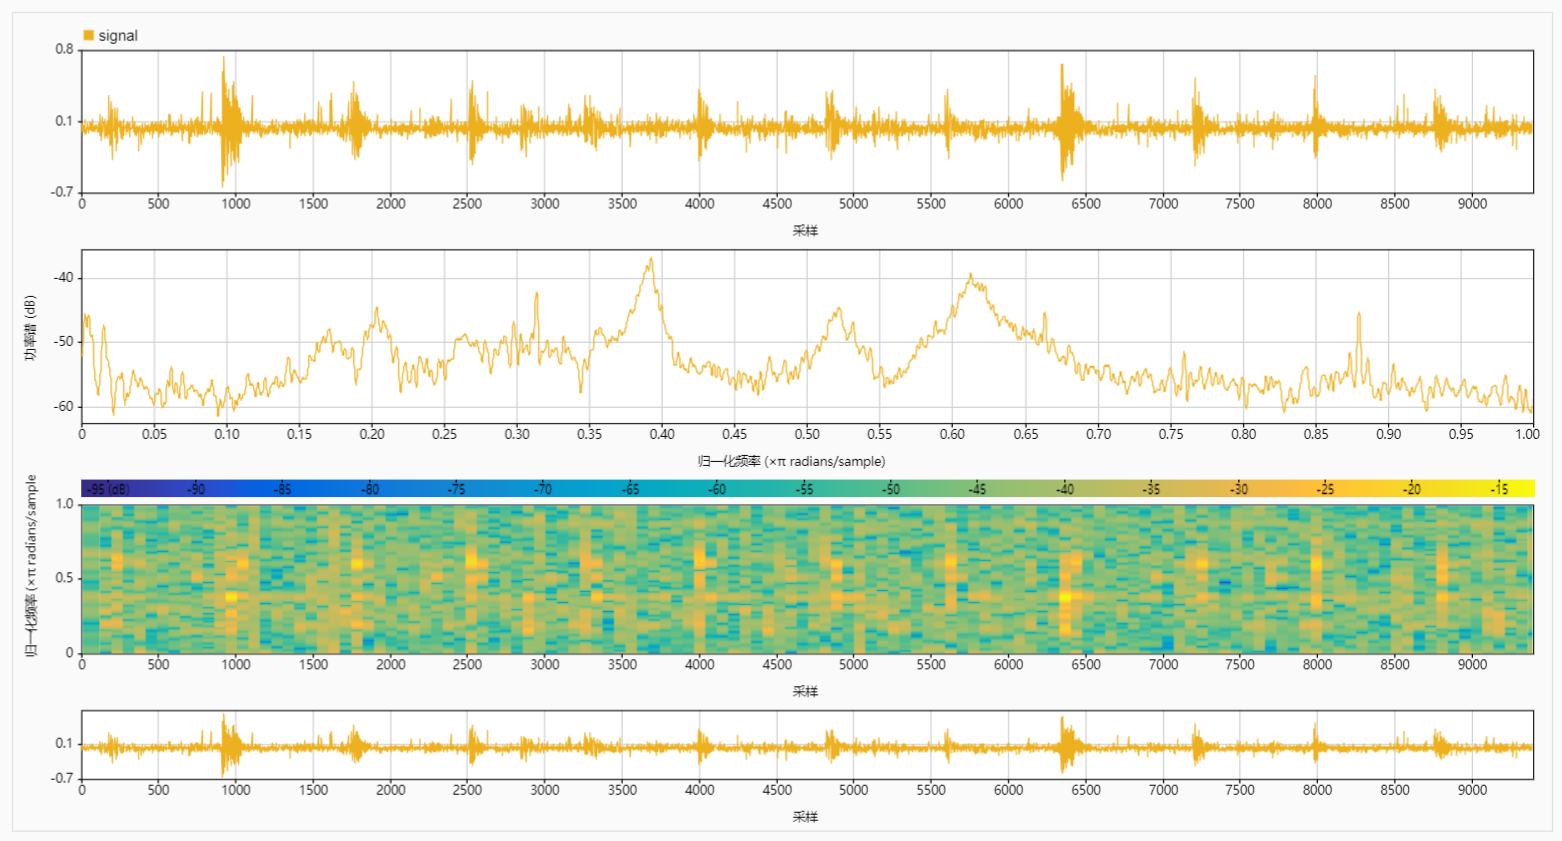 signal
0.8
0.1
-0.7
0 500 1000 1500 2000 2500 3000 3500 4000 4500 5000 5500 6000 6500 7000 7500 8000 8500 9000
采样
功率谱 (dB)
-40
-50
-60
0 0.05 0.10 0.15 0.20 0.25 0.30 0.35 0.40 0.45 0.50 0.55 0.60 0.65 0.70 0.75 0.80 0.85 0.90 0.95 1.00
归一化频率 (×π radians/sample)
-95 (dB) -90 -85 -80 -75 -70 -65 -60 -55 -50 -45 -40 -35 -30 -25 -20 -15
归一化频率 (×π radians/sample
1.0
0.5
0
0 500 1000 1500 2000 2500 3000 3500 4000 4500 5000 5500 6000 6500 7000 7500 8000 8500 9000
采样
0.1
-0.7
0 500 1000 1500 2000 2500 3000 3500 4000 4500 5000 5500 6000 6500 7000 7500 8000 8500 9000
采样